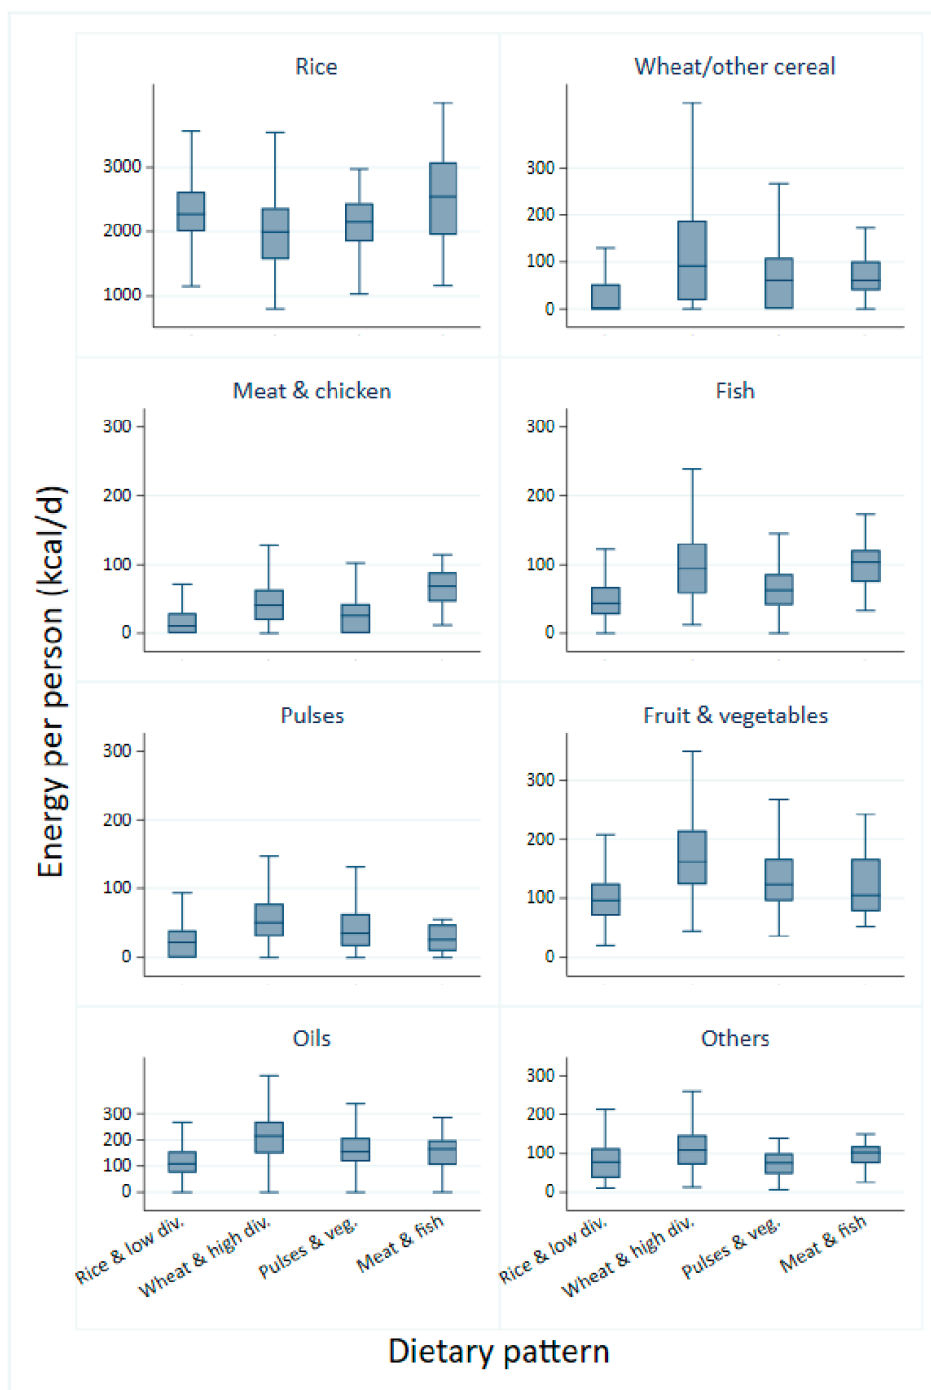 Rice
Wheat/other cereal
3000
2000
1000
300
200
100
0
Meat & chicken
Fish
300
200
100
0
300
200
100
0
Energy per person (kcal/d)
Pulses
Fruit & vegetables
300
200
100
0
300
200
100
0
Oils
Others
300
200
100
0
300
200
100
0
Rice & low div.
Wheat & high div.
Pulses & veg.
Meat & fish
Rice & low div.
Wheat & high div.
Pulses & veg.
Meat & fish
Dietary pattern